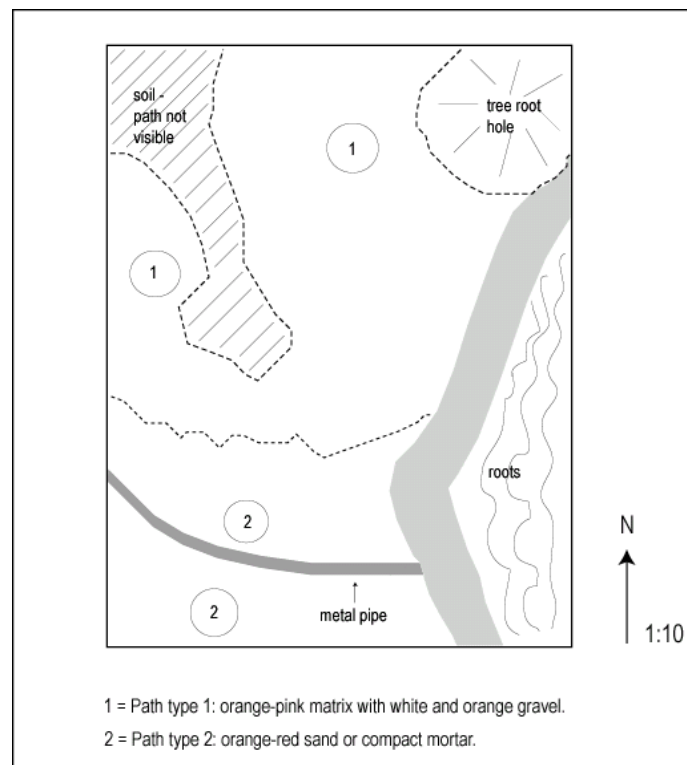 soil -
path not
visible
tree root
hole
1
1
roots
2
N
2
metal pipe
1:10
1 = Path type 1: orange-pink matrix with white and orange gravel.
2 = Path type 2: orange-red sand or compact mortar.